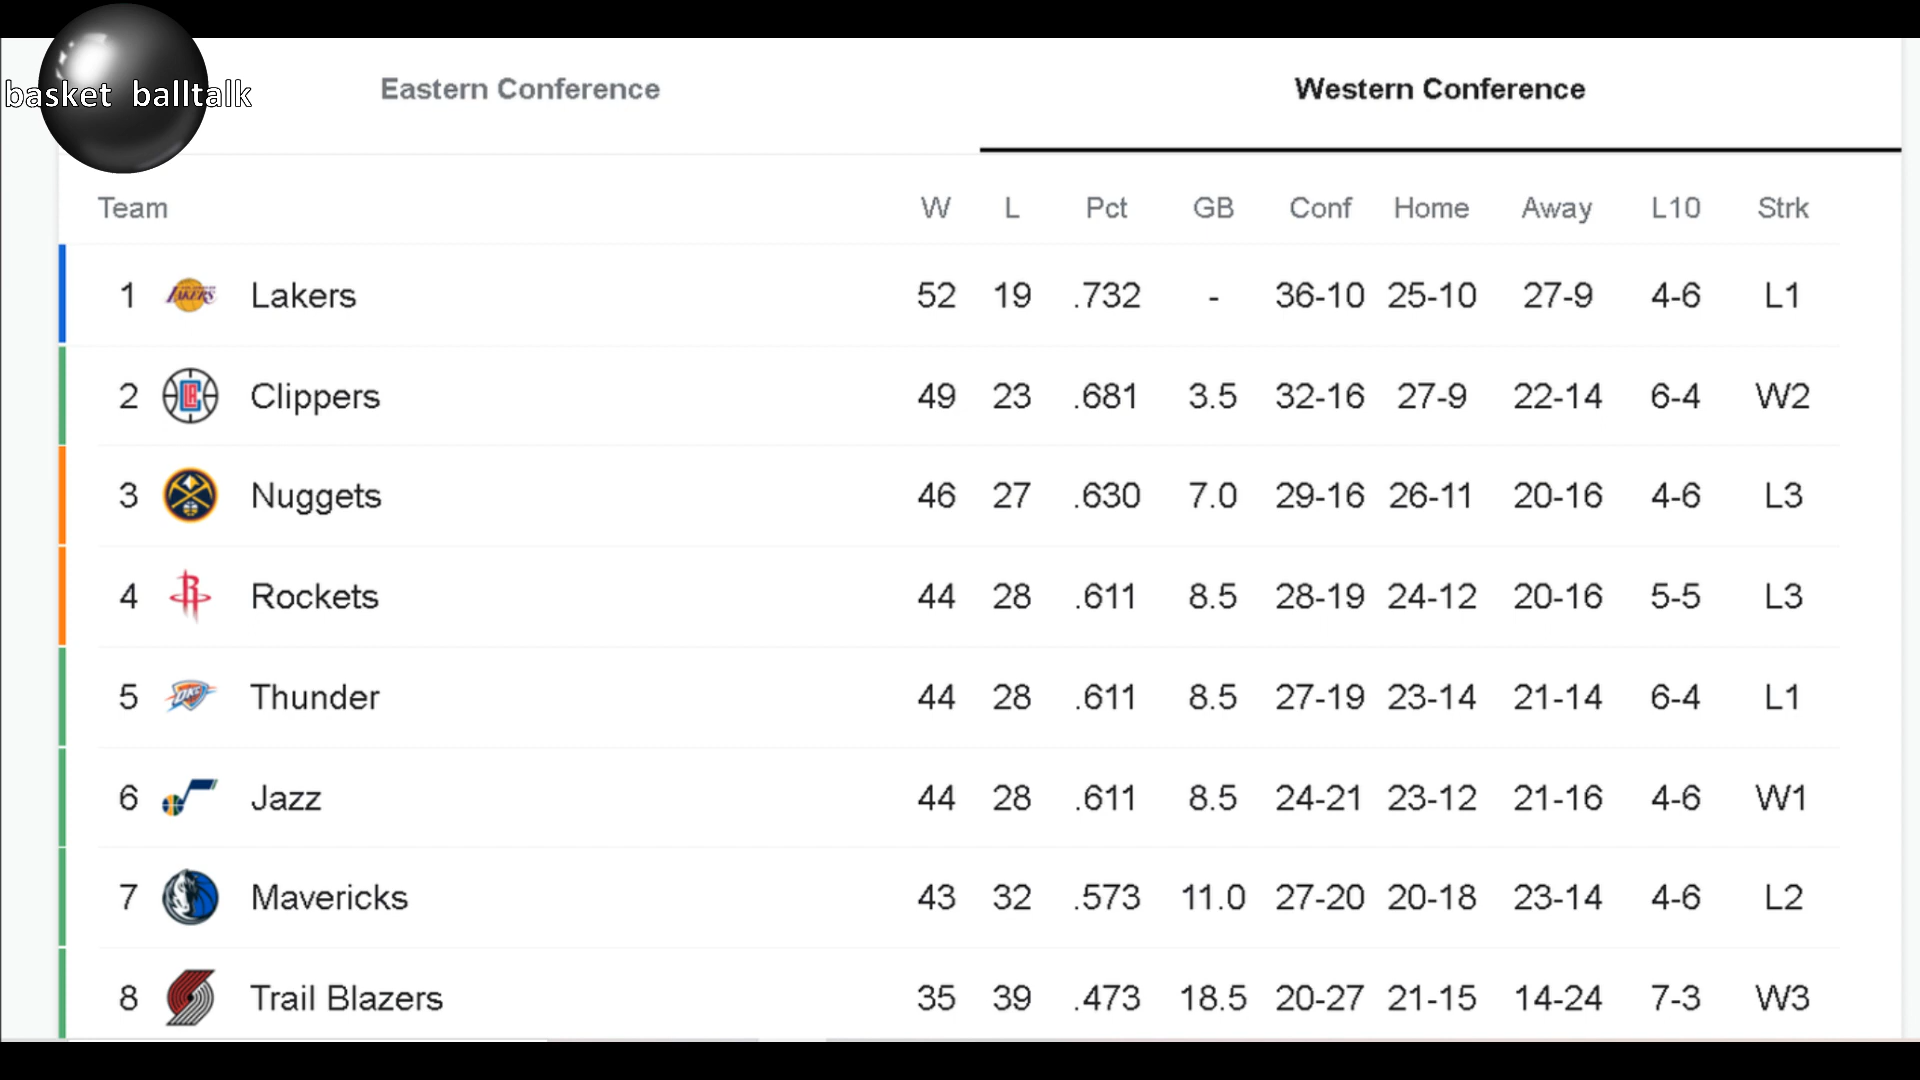 basket balltalk
Eastern Conference Western Conference
Team W L Pct GB Conf Home Away L10 Strk
1 LAKERS Lakers 52 19 .732 - 36-10 25-10 27-9 4-6 L1
2 LA Clippers 49 23 .681 3.5 32-16 27-9 22-14 6-4 W2
3 Nuggets 46 27 .630 7.0 29-16 26-11 20-16 4-6 L3
4 R Rockets 44 28 .611 8.5 28-19 24-12 20-16 5-5 L3
5 OKC Thunder 44 28 .611 8.5 27-19 23-14 21-14 6-4 L1
6 Jazz 44 28 .611 8.5 24-21 23-12 21-16 4-6 W1
7 Mavericks 43 32 .573 11.0 27-20 20-18 23-14 4-6 L2
8 Trail Blazers 35 39 .473 18.5 20-27 21-15 14-24 7-3 W3